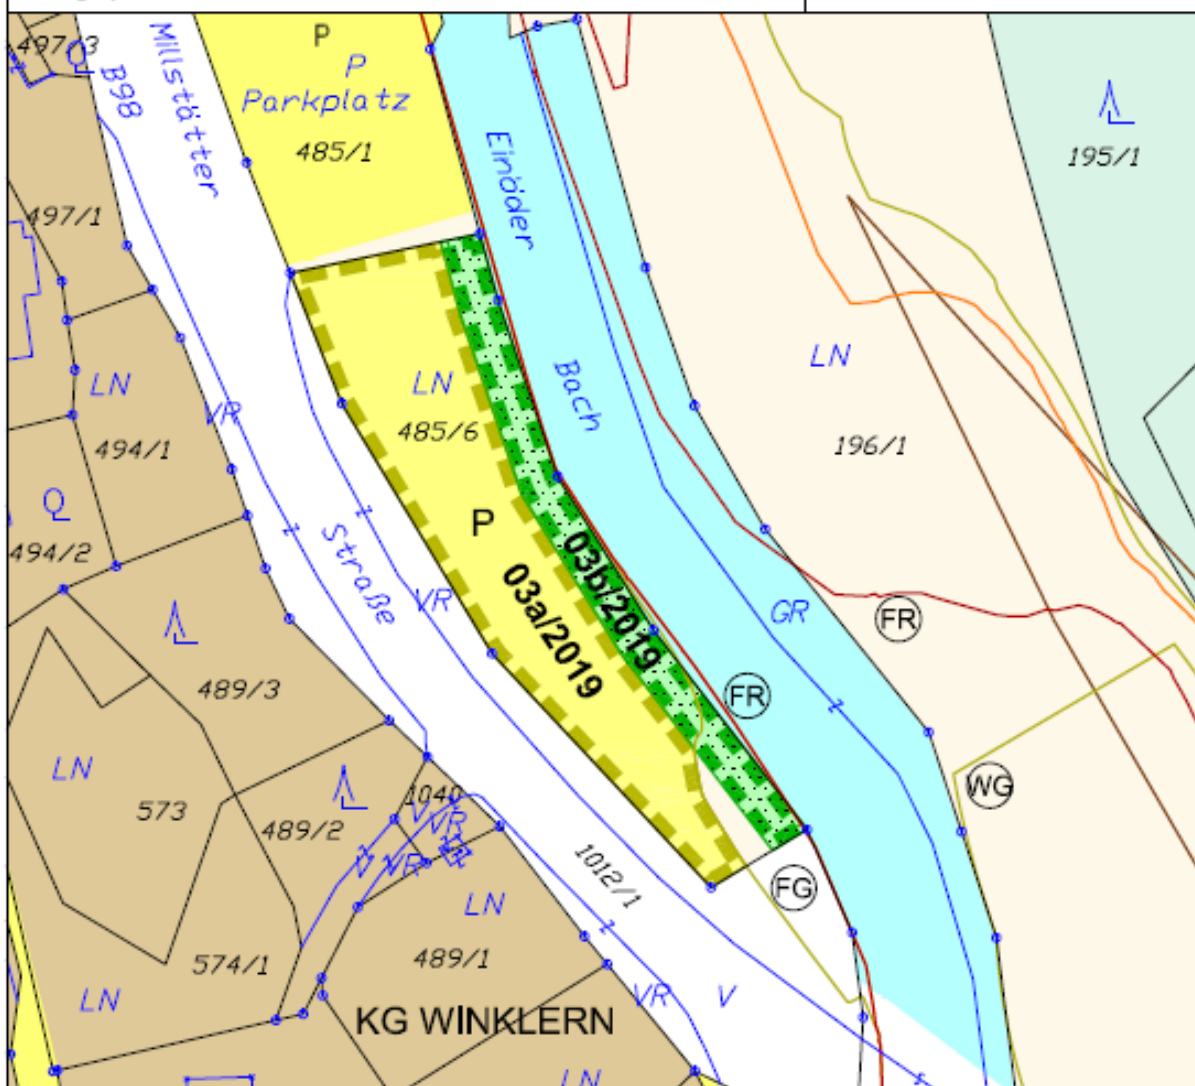 497/3
B98
Millstätter
P
P
Parkplatz
485/1
Einöder
195/1
497/1
LN
LN
VR
485/6
Bach
LN
494/1
196/1
494/2
P
Straße
VR
03a/2019
03b/2019
GR
FR
489/3
FR
LN
573
489/2
1040
WG
V
VR
V
VR
1012/1
FG
LN
574/1
489/1
LN
VR
V
KG WINKLERN
LN